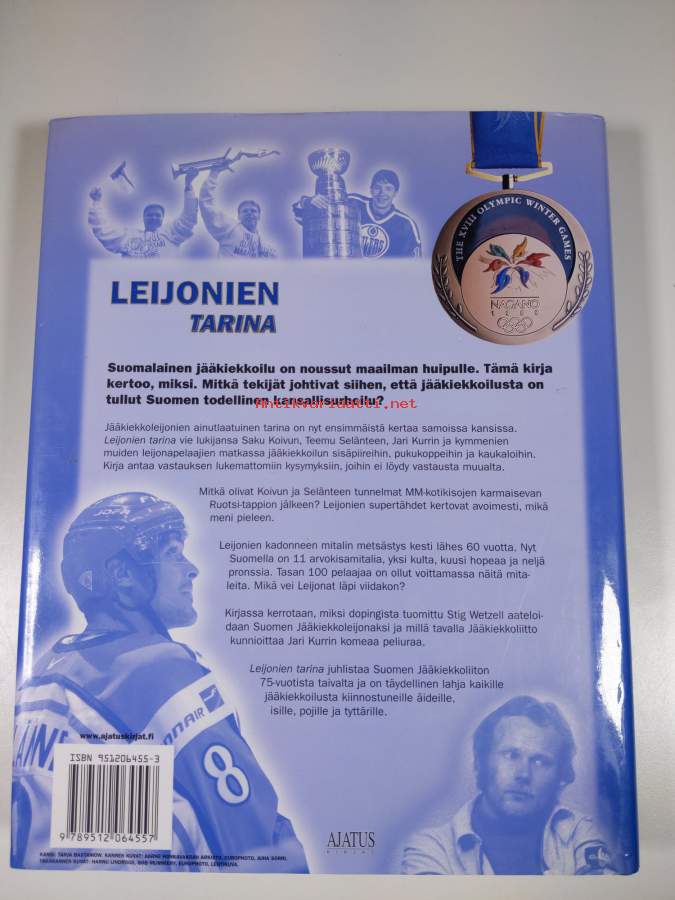 THE XVIII OLYMPIC WINTER GAMES
NAGANO
1998
LEIJONIEN
TARINA
Suomalainen jääkiekkoilu on noussut maailman huipulle. Tämä kirja
kertoo, miksi. Mitkä tekijät johtivat siihen, että jääkiekkoilusta on
tullut Suomen todellinen kansallisurheilu?
Antikvariaatti.net
Jääkiekkoleijonien ainutlaatuinen tarina on nyt ensimmäistä kertaa samoissa kansissa.
Leijonien tarina vie lukijansa Saku Koivun, Teemu Selänteen, Jari Kurrin ja kymmenien
muiden leijonapelaajien matkassa jääkiekkoilun sisäpiireihin, pukukoppeihin ja kaukaloihin.
Kirja antaa vastauksen lukemattomiin kysymyksiin, joihin ei löydy vastausta muualta.
Mitkä olivat Koivun ja Selänteen tunnelmat MM-kotikisojen karmaisevan
Ruotsi-tappion jälkeen? Leijonien supertähdet kertovat avoimesti, mikä
meni pieleen.
Leijonien kadonneen mitalin metsästys kesti lähes 60 vuotta. Nyt
Suomella on 11 arvokisamitalia, yksi kulta, kuusi hopeaa ja neljä
pronssia. Tasan 100 pelaajaa on ollut voittamassa näitä mita-
leita. Mikä vei Leijonat läpi viidakon?
Kirjassa kerrotaan, miksi dopingista tuomittu Stig Wetzell aateloi-
daan Suomen Jääkiekkoleijonaksi ja millä tavalla Jääkiekkoliitto
kunnioittaa Jari Kurrin komeaa peliuraa.
Leijonien tarina juhlistaa Suomen Jääkiekkoliiton
75-vuotista taivalta ja on täydellinen lahja kaikille
jääkiekkoilusta kiinnostuneille äideille,
isille, pojille ja tyttärille.
JOFA
NNAIR
LÄINE
8
www.ajatuskirjat.fi
ISBN 951206455-3
9 789512 064557
AJATUS
KIRJAT